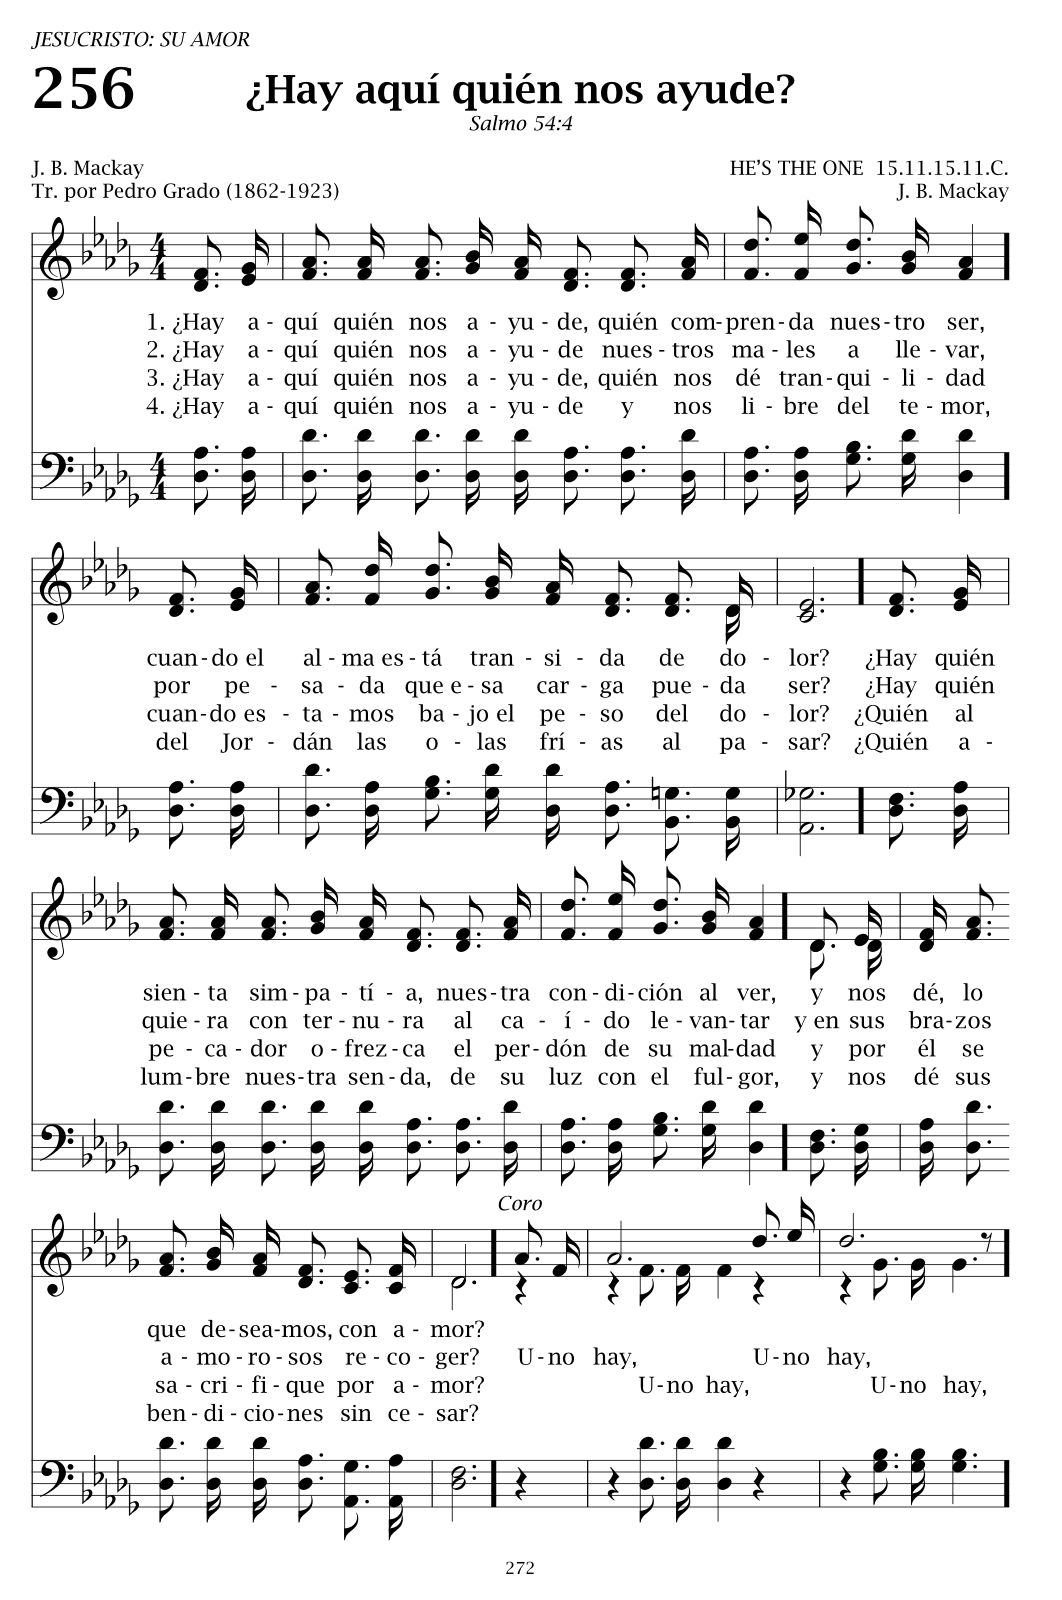 JESUCRISTO: SU AMOR
256 ¿Hay aquí quién nos ayude?
Salmo 54:4
J. B. Mackay HE'S THE ONE 15.11.15.11.C.
Tr. por Pedro Grado (1862-1923) J. B. Mackay
1. ¿Hay a - quí quién nos a - yu - de, quién com - pren - da nues - tro ser,
2. ¿Hay a - quí quién nos a - yu - de nues - tros ma - les a lle - var,
3. ¿Hay a - quí quién nos a - yu - de, quién nos dé tran - qui - li - dad
4. ¿Hay a - quí quién nos a - yu - de y nos li - bre del te - mor,
cuan - do el al - ma es - tá tran - si - da de do - lor? ¿Hay quién
por pe - sa - da que e - sa car - ga pue - da ser? ¿Hay quién
cuan - do es - ta - mos ba - jo el pe - so del do - lor? ¿Quién al
del Jor - dán las o - las frí - as al pa - sar? ¿Quién a -
sien - ta sim - pa - tí - a, nues - tra con - di - ción al ver, y nos dé, lo
quie - ra con ter - nu - ra al ca - í - do le - van - tar y en sus bra - zos
pe - ca - dor o - frez - ca el per - dón de su mal - dad y por él se
lum - bre nues - tra sen - da, de su luz con el ful - gor, y nos dé sus
Coro
que de - sea - mos, con a - mor?
a - mo - ro - sos re - co - ger? U - no hay, U - no hay,
sa - cri - fi - que por a - mor? U - no hay, U - no hay,
ben - di - cio - nes sin ce - sar?
272